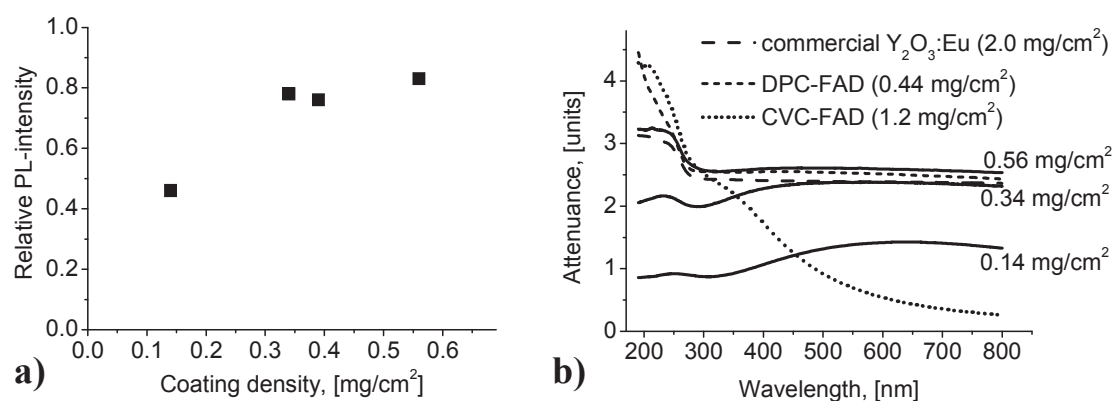 1.0
0.8
0.6
0.4
0.2
0.0
Relative PL-intensity
0.0 0.1 0.2 0.3 0.4 0.5 0.6
Coating density, [mg/cm²]
a)
commercial Y₂O₃:Eu (2.0 mg/cm²)
DPC-FAD (0.44 mg/cm²)
CVC-FAD (1.2 mg/cm²)
0.56 mg/cm²
0.34 mg/cm²
0.14 mg/cm²
4
3
2
1
0
Attenuance, [units]
200 300 400 500 600 700 800
Wavelength, [nm]
b)